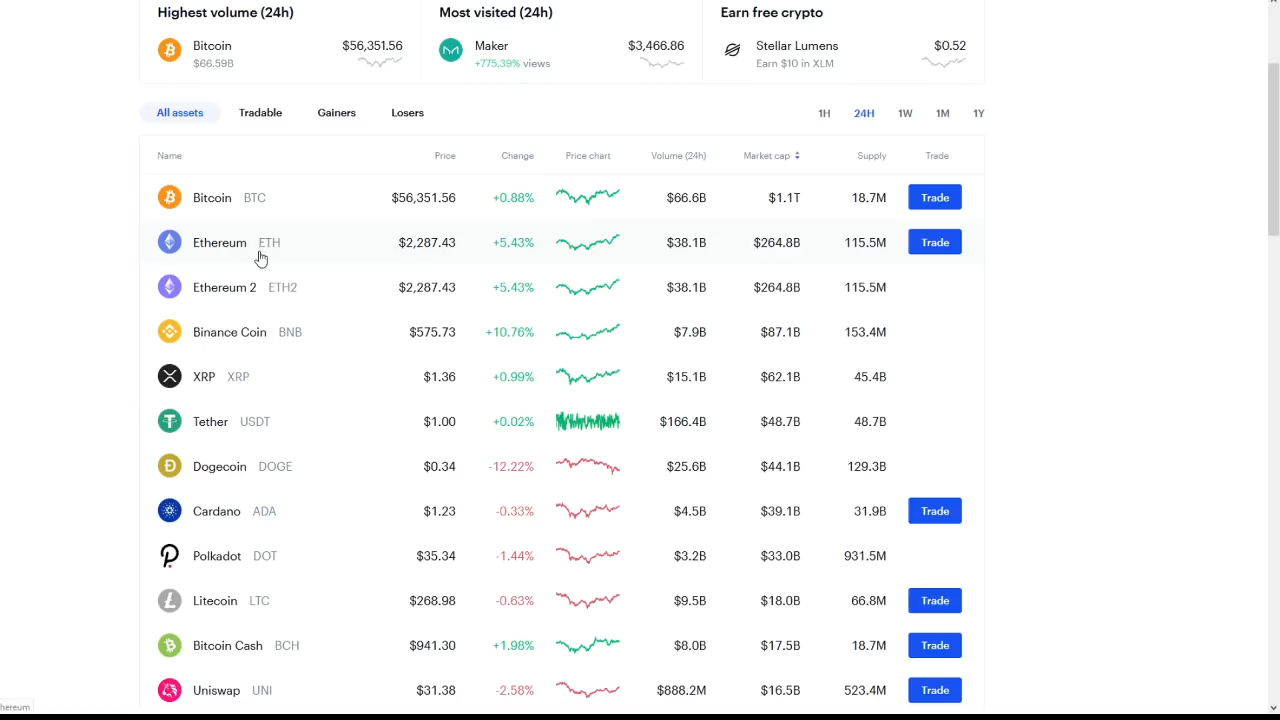 Highest volume (24h) Most visited (24h) Earn free crypto
Bitcoin $56,351.56 Maker $3,466.86 Stellar Lumens $0.52
$66.59B +775.39% views Earn $10 in XLM
All assets Tradable Gainers Losers 1H 24H 1W 1M 1Y
Name Price Change Price chart Volume (24h) Market cap Supply Trade
Bitcoin BTC $56,351.56 +0.88% $66.6B $1.1T 18.7M Trade
Ethereum ETH $2,287.43 +5.43% $38.1B $264.8B 115.5M Trade
Ethereum 2 ETH2 $2,287.43 +5.43% $38.1B $264.8B 115.5M
Binance Coin BNB $575.73 +10.76% $7.9B $87.1B 153.4M
XRP XRP $1.36 +0.99% $15.1B $62.1B 45.4B
Tether USDT $1.00 +0.02% $166.4B $48.7B 48.7B
Dogecoin DOGE $0.34 -12.22% $25.6B $44.1B 129.3B
Cardano ADA $1.23 -0.33% $4.5B $39.1B 31.9B Trade
Polkadot DOT $35.34 -1.44% $3.2B $33.0B 931.5M
Litecoin LTC $268.98 -0.63% $9.5B $18.0B 66.8M Trade
Bitcoin Cash BCH $941.30 +1.98% $8.0B $17.5B 18.7M Trade
Uniswap UNI $31.38 -2.58% $888.2M $16.5B 523.4M Trade
hereum